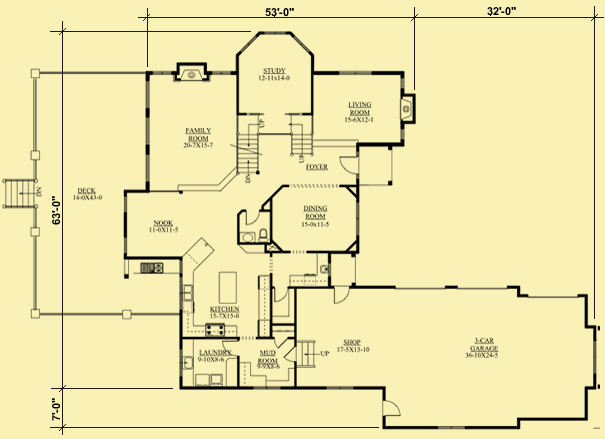 53'-0"
32'-0"
STUDY
12-11x14-0
LIVING
ROOM
15-6X12-1
FAMILY
ROOM
20-7X15-7
UP
UP
FOYER
DN
DECK
14-0X43-0
DN
63'-0"
NOOK
11-0X11-5
DINING
ROOM
15-0x11-5
KITCHEN
15-7X15-0
SHOP
17-5X15-10
3-CAR
GARAGE
36-10X24-5
LAUNDRY
9-10X8-6
MUD
ROOM
9-9X8-6
UP
7'-0"